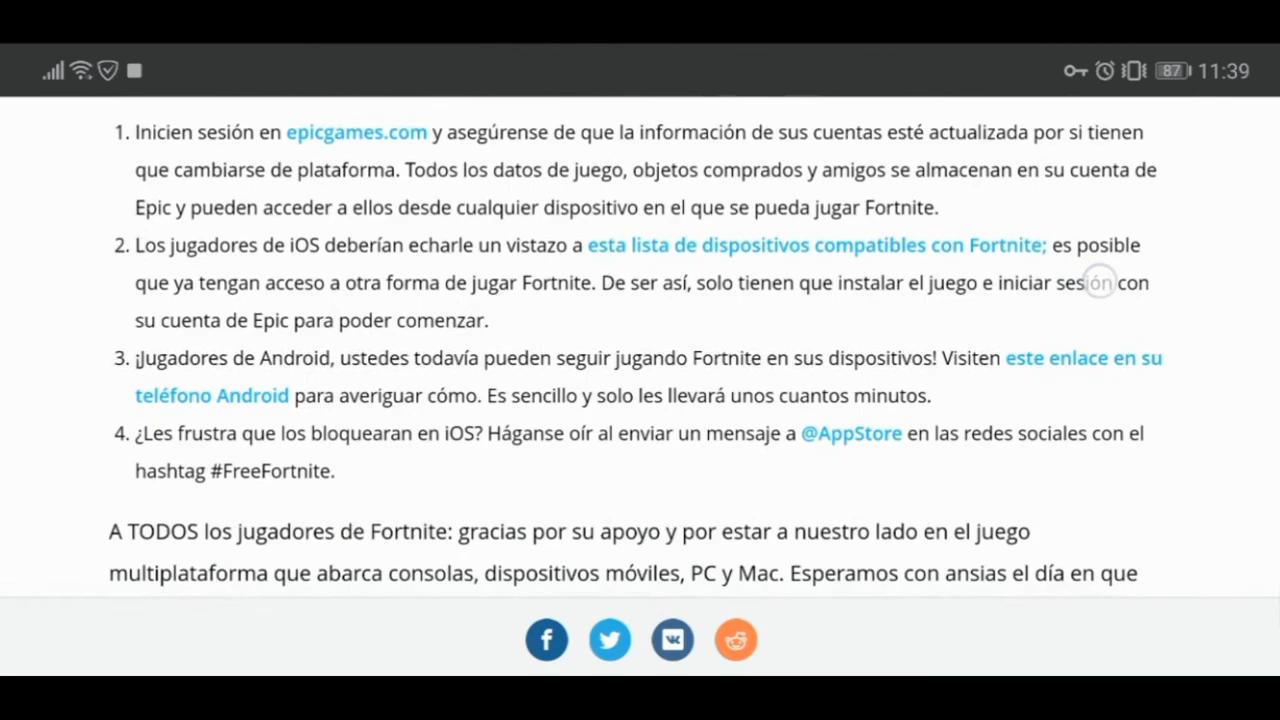 87 11:39
1. Inicien sesión en epicgames.com y asegúrense de que la información de sus cuentas esté actualizada por si tienen
que cambiarse de plataforma. Todos los datos de juego, objetos comprados y amigos se almacenan en su cuenta de
Epic y pueden acceder a ellos desde cualquier dispositivo en el que se pueda jugar Fortnite.
2. Los jugadores de iOS deberían echarle un vistazo a esta lista de dispositivos compatibles con Fortnite; es posible
que ya tengan acceso a otra forma de jugar Fortnite. De ser así, solo tienen que instalar el juego e iniciar sesión con
su cuenta de Epic para poder comenzar.
3. ¡Jugadores de Android, ustedes todavía pueden seguir jugando Fortnite en sus dispositivos! Visiten este enlace en su
teléfono Android para averiguar cómo. Es sencillo y solo les llevará unos cuantos minutos.
4. ¿Les frustra que los bloquearan en iOS? Háganse oír al enviar un mensaje a @AppStore en las redes sociales con el
hashtag #FreeFortnite.
A TODOS los jugadores de Fortnite: gracias por su apoyo y por estar a nuestro lado en el juego
multiplataforma que abarca consolas, dispositivos móviles, PC y Mac. Esperamos con ansias el día en que